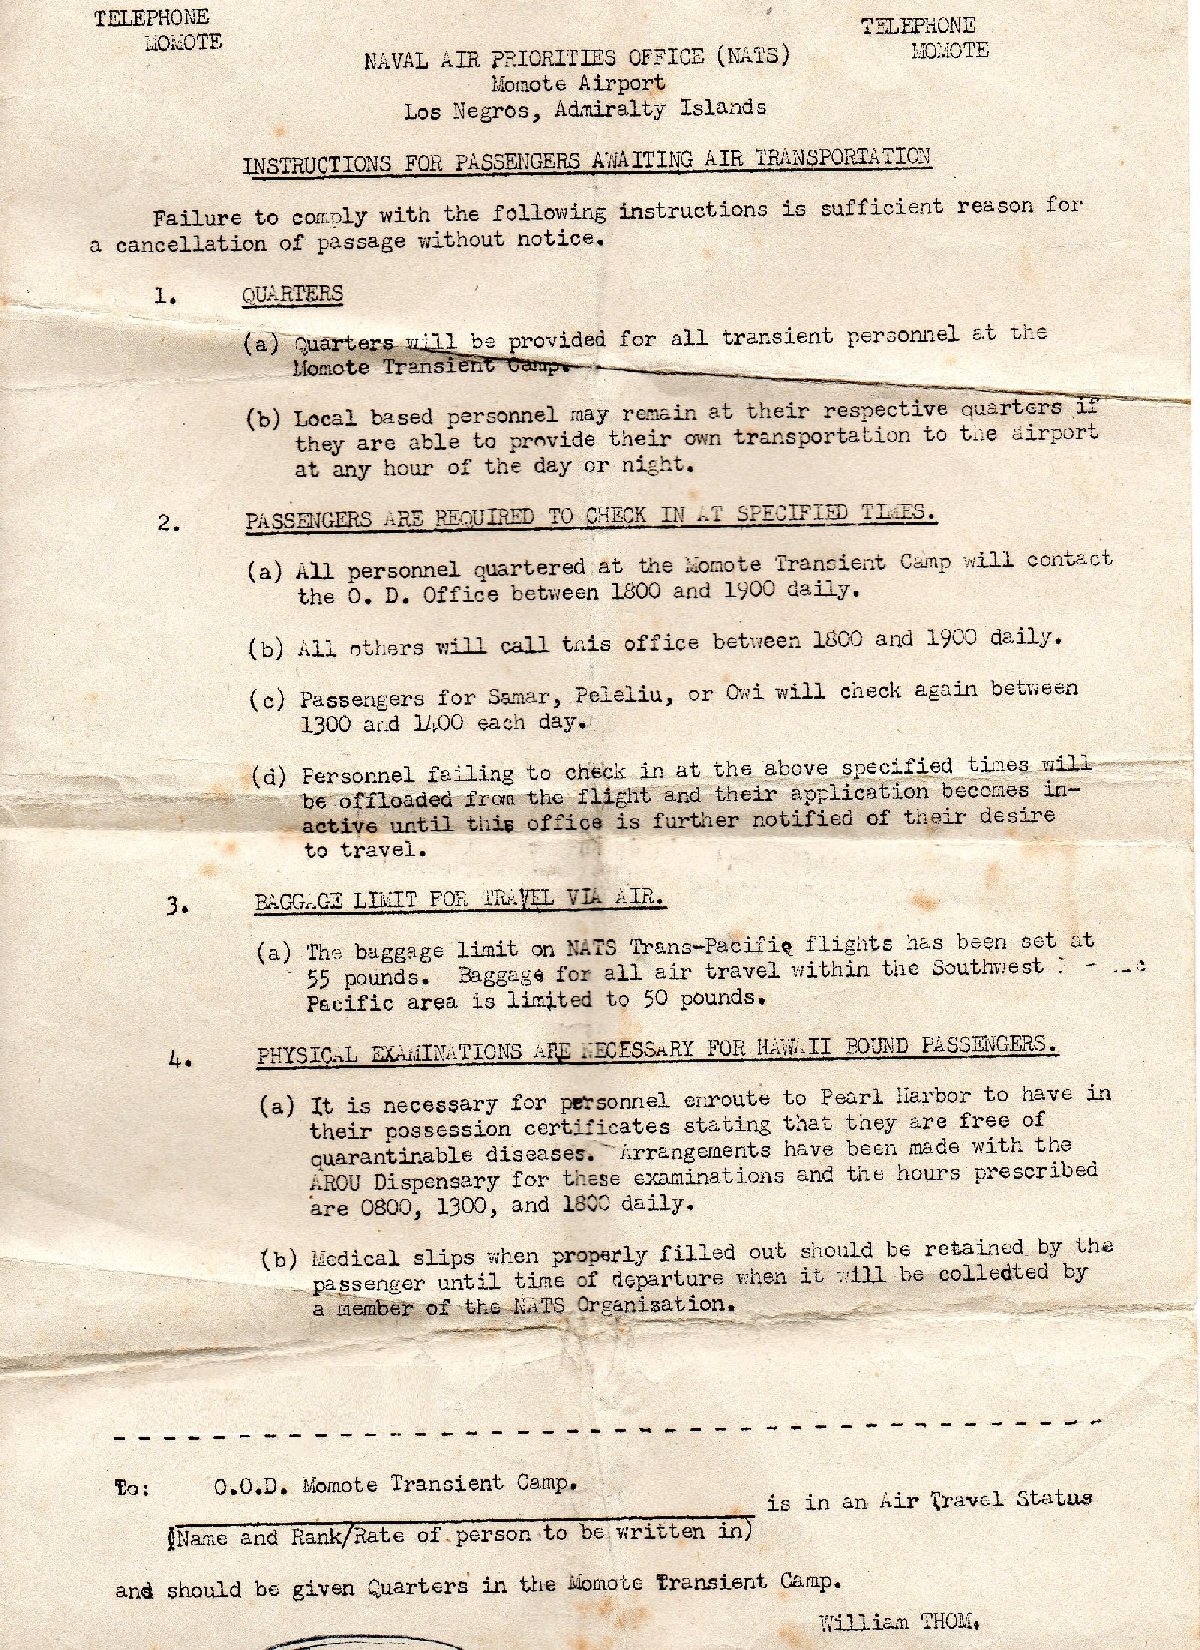 TELEPHONE
MOMOTE
TELEPHONE
MOMOTE
NAVAL AIR PRIORITIES OFFICE (NATS)
Momote Airport
Los Negros, Admiralty Islands
INSTRUCTIONS FOR PASSENGERS AWAITING AIR TRANSPORTATION
Failure to comply with the following instructions is sufficient reason for
a cancellation of passage without notice.
1. QUARTERS
(a) Quarters will be provided for all transient personnel at the
Momote Transient Camp.
(b) Local based personnel may remain at their respective quarters if
they are able to provide their own transportation to the airport
at any hour of the day or night.
2. PASSENGERS ARE REQUIRED TO CHECK IN AT SPECIFIED TIMES.
(a) All personnel quartered at the Momote Transient Camp will contact
the O. D. Office between 1800 and 1900 daily.
(b) All others will call this office between 1800 and 1900 daily.
(c) Passengers for Samar, Peleliu, or Owi will check again between
1300 and 1400 each day.
(d) Personnel failing to check in at the above specified times will
be offloaded from the flight and their application becomes in-
active until this office is further notified of their desire
to travel.
3. BAGGAGE LIMIT FOR TRAVEL VIA AIR.
(a) The baggage limit on NATS Trans-Pacific flights has been set at
55 pounds. Baggage for all air travel within the Southwest
Pacific area is limited to 50 pounds.
4. PHYSICAL EXAMINATIONS ARE NECESSARY FOR HAWAII BOUND PASSENGERS.
(a) It is necessary for personnel enroute to Pearl Harbor to have in
their possession certificates stating that they are free of
quarantinable diseases. Arrangements have been made with the
AROU Dispensary for these examinations and the hours prescribed
are 0800, 1300, and 1800 daily.
(b) Medical slips when properly filled out should be retained by the
passenger until time of departure when it will be collected by
a member of the NATS Organisation.
To: O.O.D. Momote Transient Camp.
is in an Air Travel Status
(Name and Rank/Rate of person to be written in)
and should be given Quarters in the Momote Transient Camp.
William THOM.